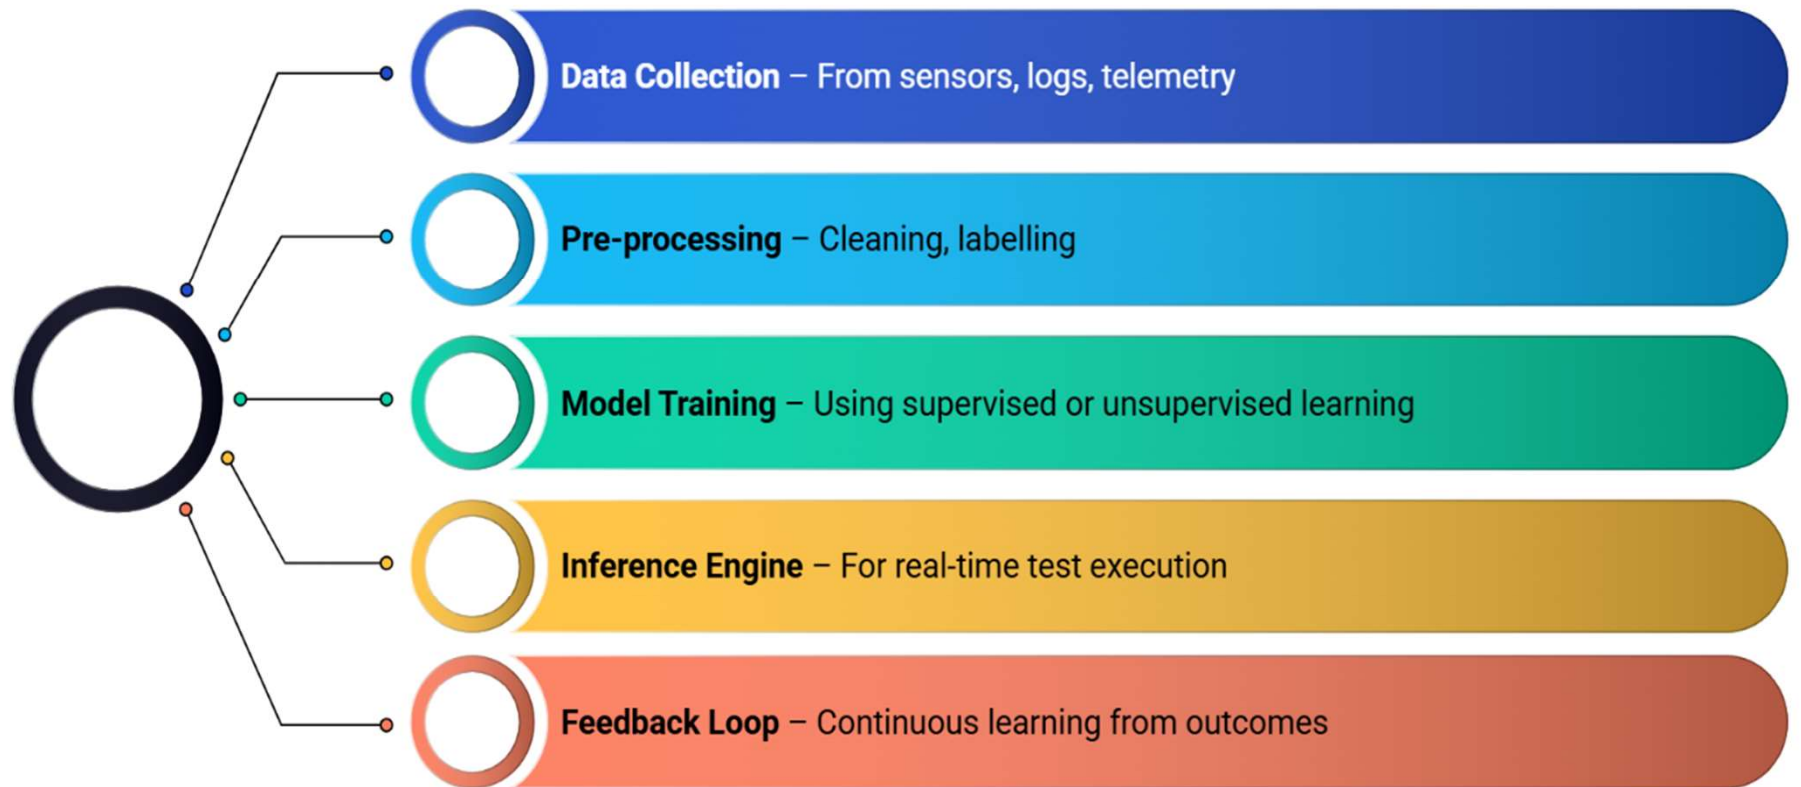 Data Collection – From sensors, logs, telemetry
Pre-processing – Cleaning, labelling
Model Training – Using supervised or unsupervised learning
Inference Engine – For real-time test execution
Feedback Loop – Continuous learning from outcomes